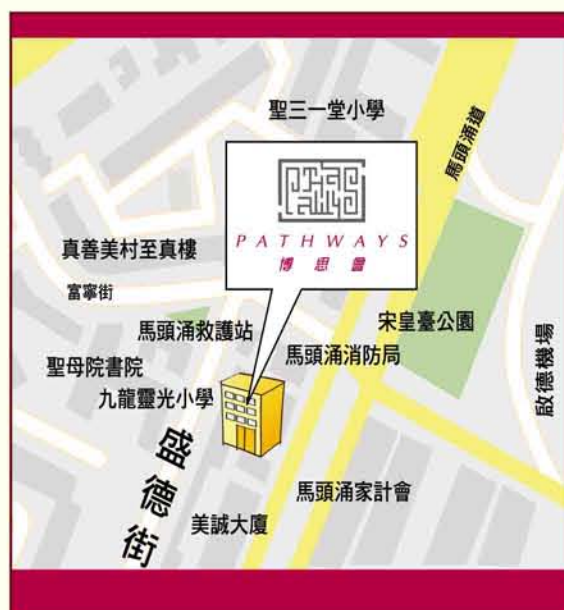 聖三一堂小學
馬頭涌道
PATHWAYS
博思會
真善美村至真樓
富寧街
宋皇臺公園
馬頭涌救護站
馬頭涌消防局
聖母院書院
九龍靈光小學
啟德機場
盛德街
馬頭涌家計會
美誠大廈